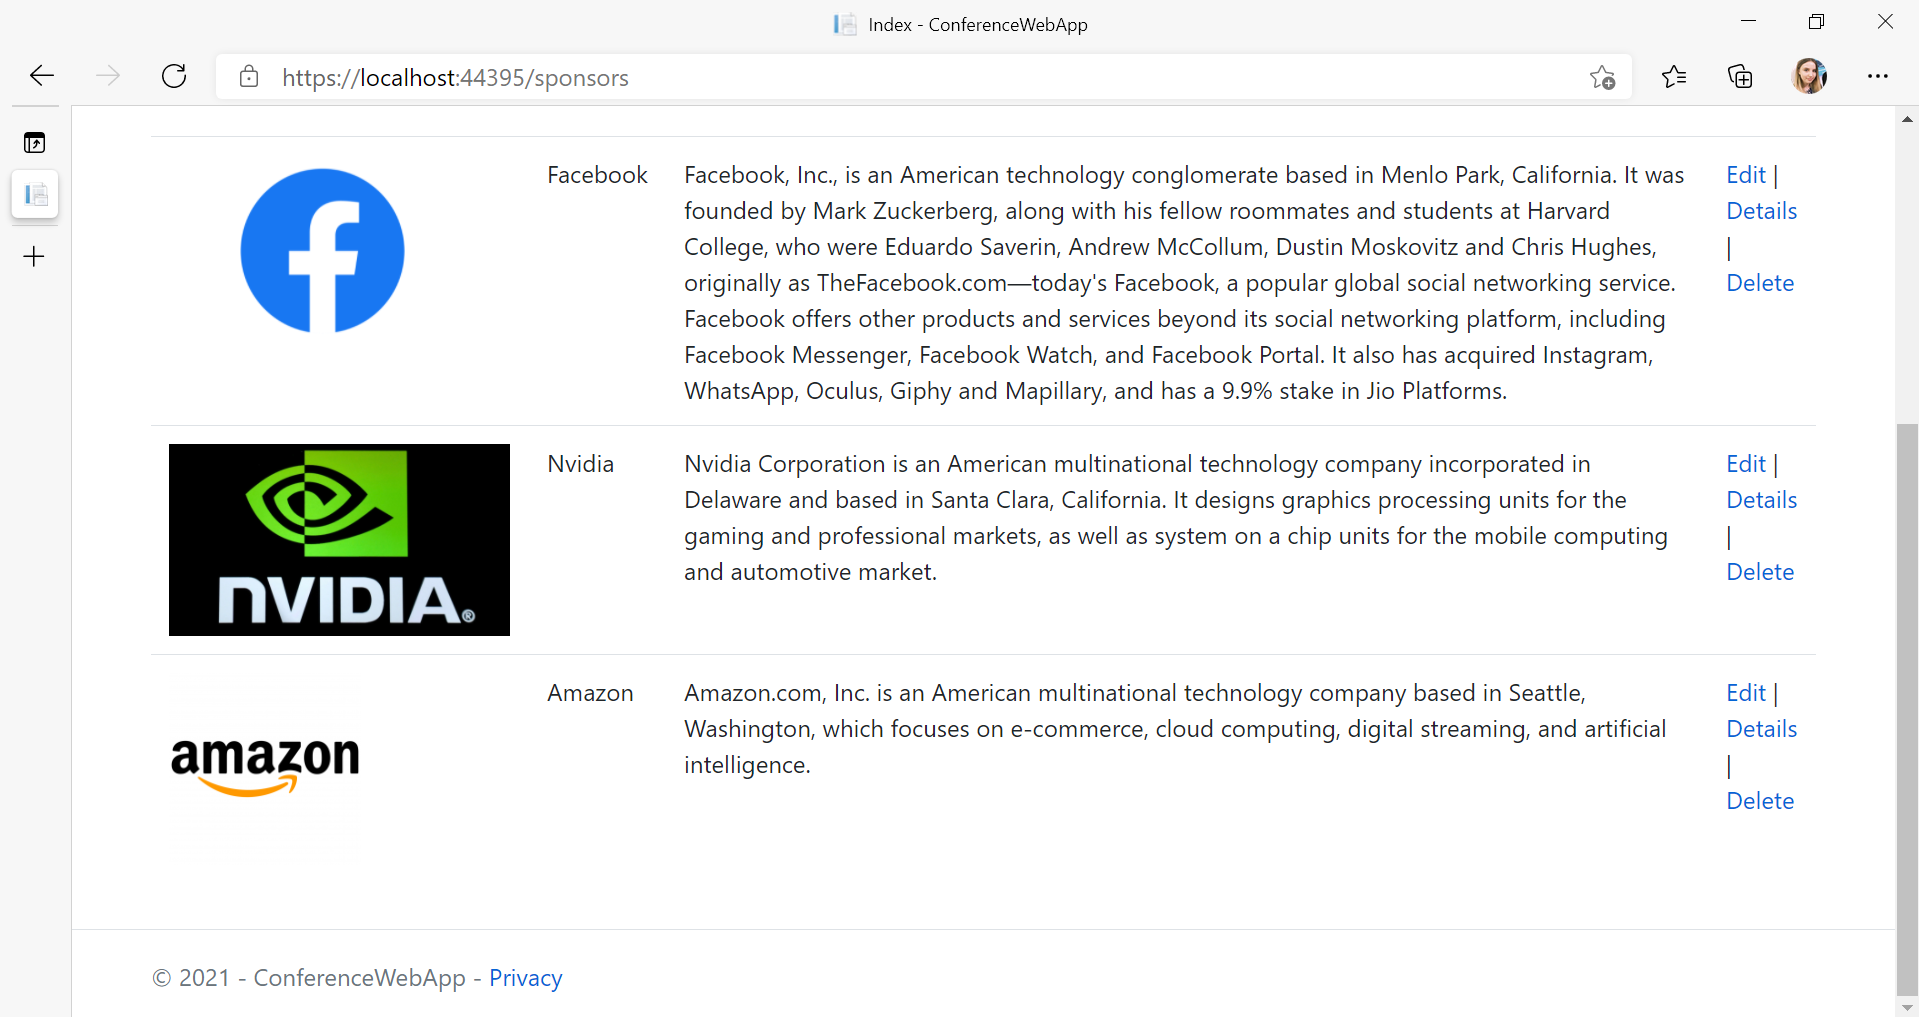 Index - ConferenceWebApp
https://localhost:44395/sponsors
Facebook
Facebook, Inc., is an American technology conglomerate based in Menlo Park, California. It was
founded by Mark Zuckerberg, along with his fellow roommates and students at Harvard
College, who were Eduardo Saverin, Andrew McCollum, Dustin Moskovitz and Chris Hughes,
originally as TheFacebook.com—today's Facebook, a popular global social networking service.
Facebook offers other products and services beyond its social networking platform, including
Facebook Messenger, Facebook Watch, and Facebook Portal. It also has acquired Instagram,
WhatsApp, Oculus, Giphy and Mapillary, and has a 9.9% stake in Jio Platforms.
Edit |
Details
|
Delete
NVIDIA.®
Nvidia
Nvidia Corporation is an American multinational technology company incorporated in
Delaware and based in Santa Clara, California. It designs graphics processing units for the
gaming and professional markets, as well as system on a chip units for the mobile computing
and automotive market.
Edit |
Details
|
Delete
amazon
Amazon
Amazon.com, Inc. is an American multinational technology company based in Seattle,
Washington, which focuses on e-commerce, cloud computing, digital streaming, and artificial
intelligence.
Edit |
Details
|
Delete
© 2021 - ConferenceWebApp - Privacy